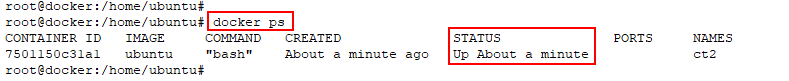 root@docker:/home/ubuntu#
root@docker:/home/ubuntu# docker ps
CONTAINER ID IMAGE COMMAND CREATED STATUS PORTS NAMES
7501150c31a1 ubuntu "bash" About a minute ago Up About a minute ct2
root@docker:/home/ubuntu#